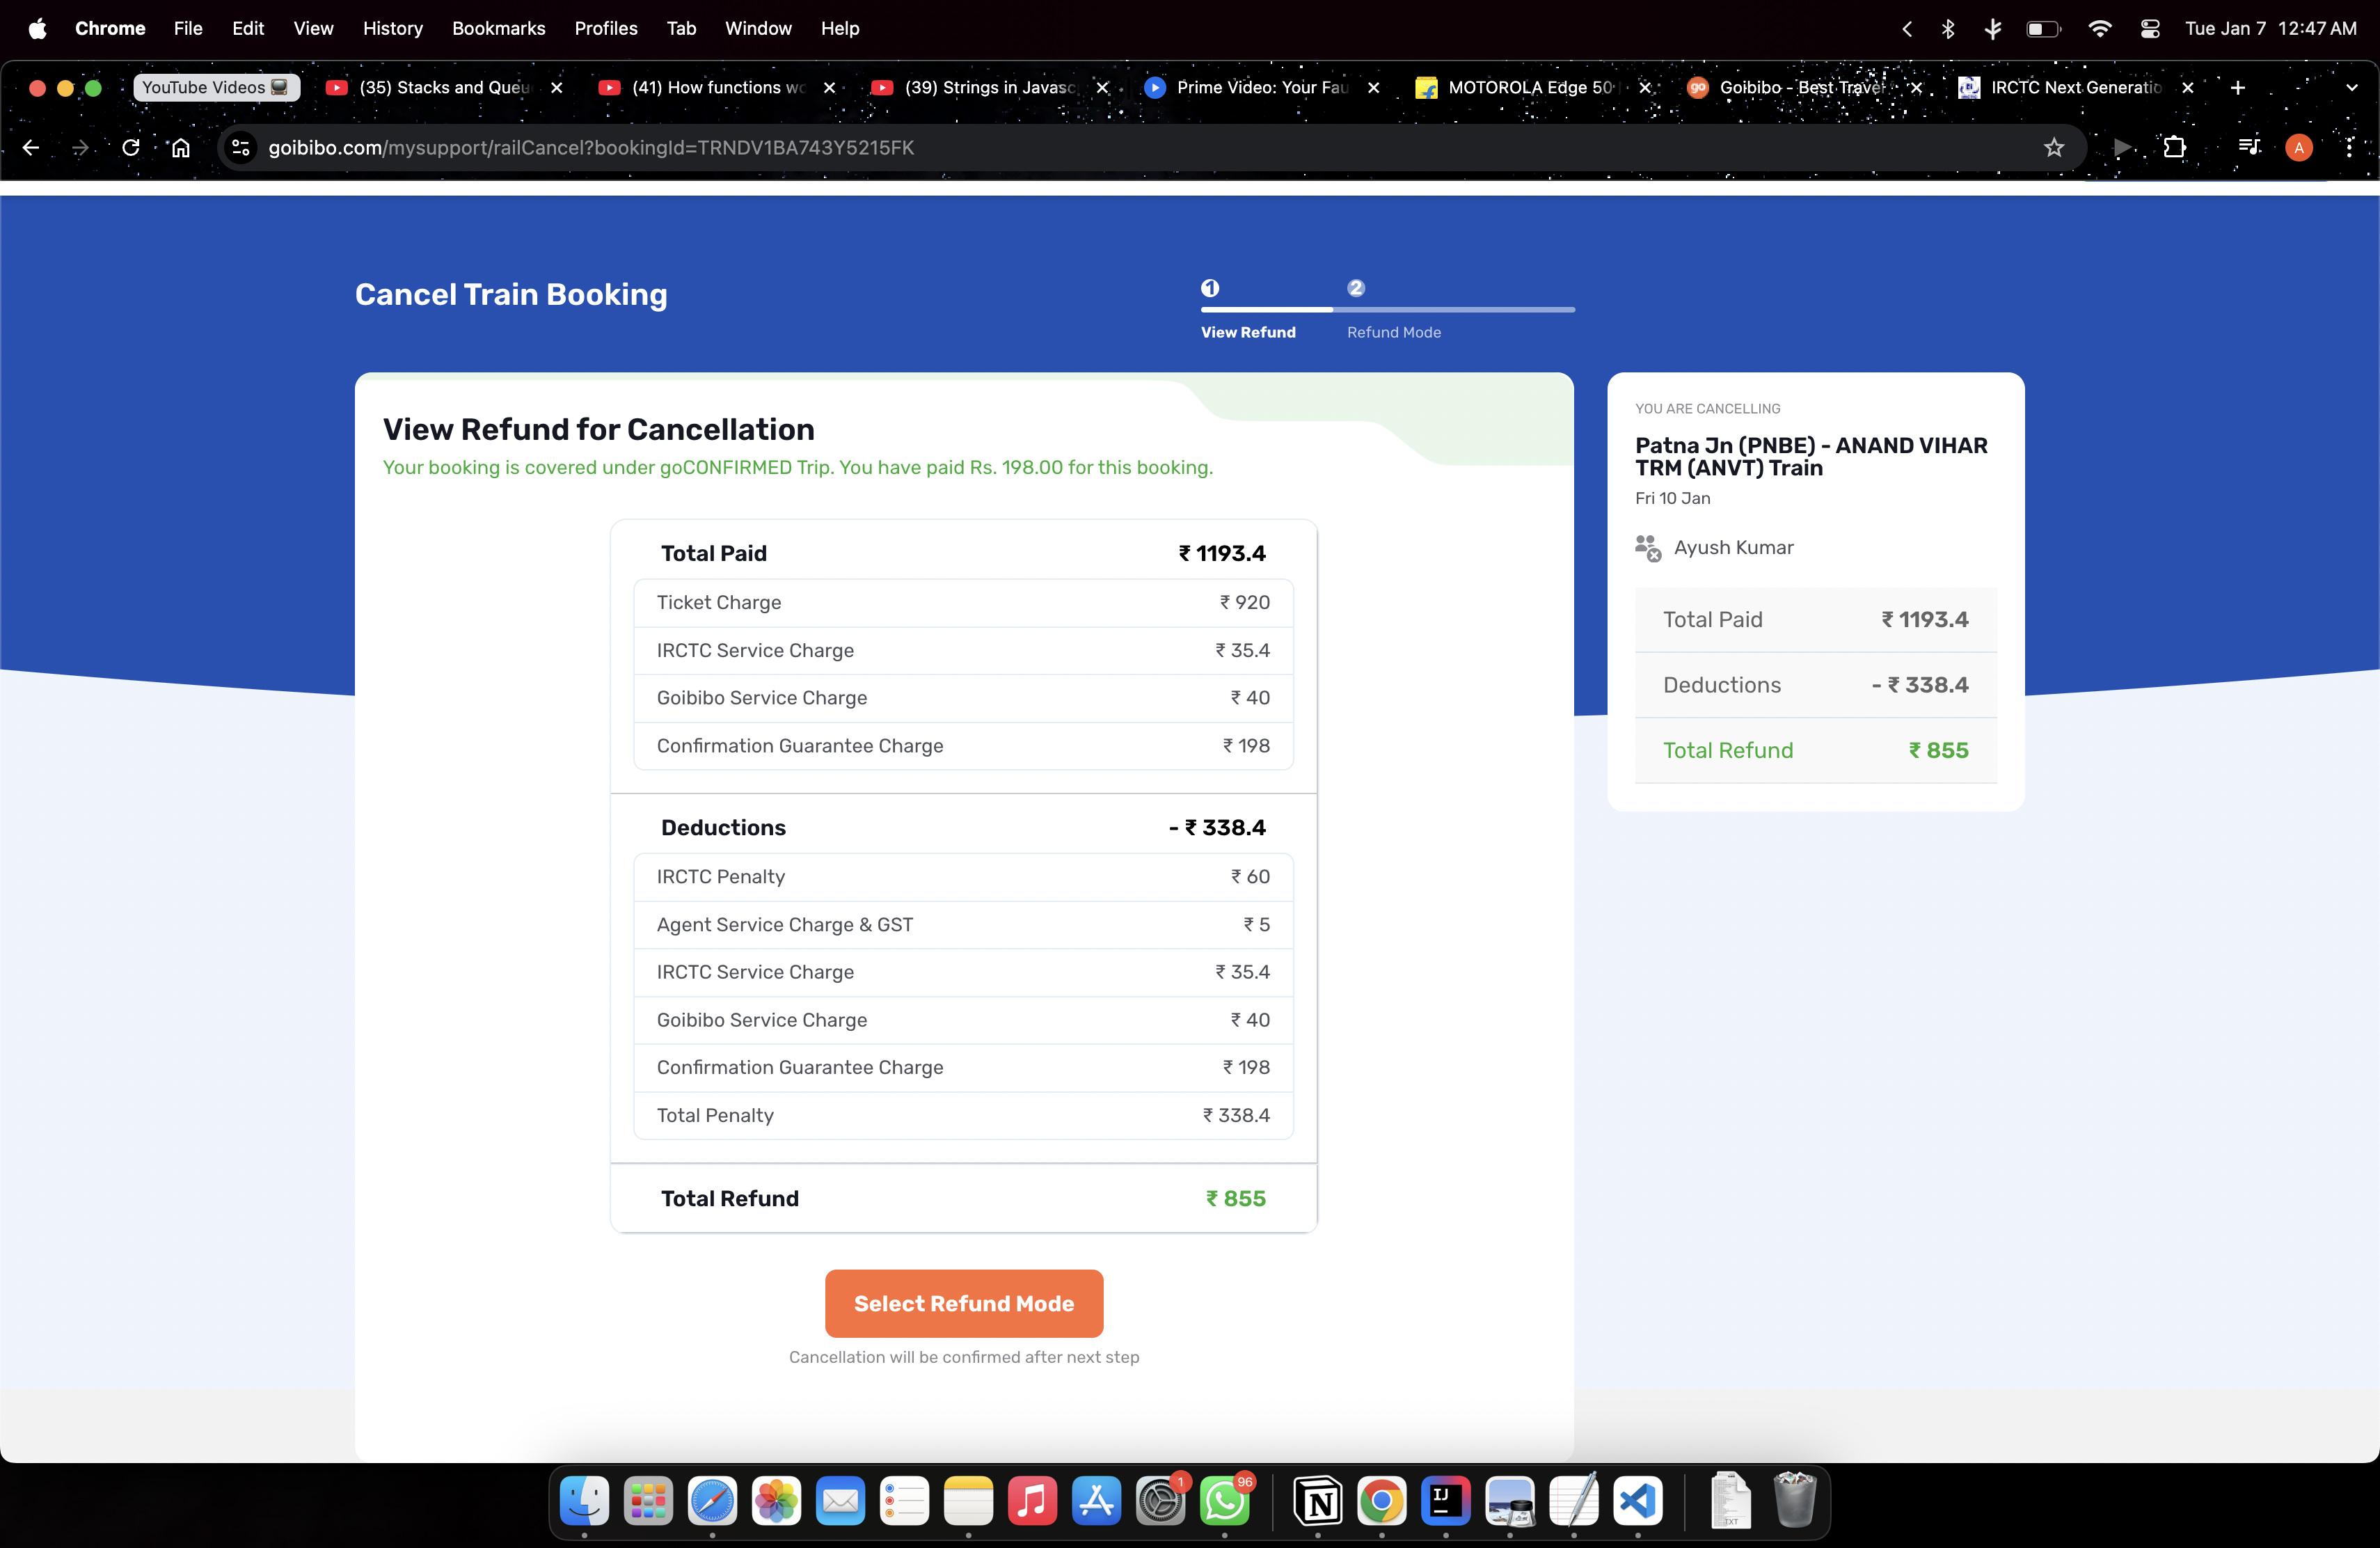 Chrome File Edit View History Bookmarks Profiles Tab Window Help Tue Jan 7 12:47 AM
YouTube Videos (35) Stacks and Queu (41) How functions wo (39) Strings in Javasc Prime Video: Your Fau MOTOROLA Edge 50 go Goibibo - Best Travel IRCTC Next Generatio
goibibo.com/mysupport/railCancel?bookingId=TRNDV1BA743Y5215FK A
Cancel Train Booking
1 2
View Refund Refund Mode
View Refund for Cancellation
Your booking is covered under goCONFIRMED Trip. You have paid Rs. 198.00 for this booking.
Total Paid ₹ 1193.4
Ticket Charge ₹ 920
IRCTC Service Charge ₹ 35.4
Goibibo Service Charge ₹ 40
Confirmation Guarantee Charge ₹ 198
Deductions - ₹ 338.4
IRCTC Penalty ₹ 60
Agent Service Charge & GST ₹ 5
IRCTC Service Charge ₹ 35.4
Goibibo Service Charge ₹ 40
Confirmation Guarantee Charge ₹ 198
Total Penalty ₹ 338.4
Total Refund ₹ 855
Select Refund Mode
Cancellation will be confirmed after next step
YOU ARE CANCELLING
Patna Jn (PNBE) - ANAND VIHAR
TRM (ANVT) Train
Fri 10 Jan
Ayush Kumar
Total Paid ₹ 1193.4
Deductions - ₹ 338.4
Total Refund ₹ 855
1 96
N IJ TXT